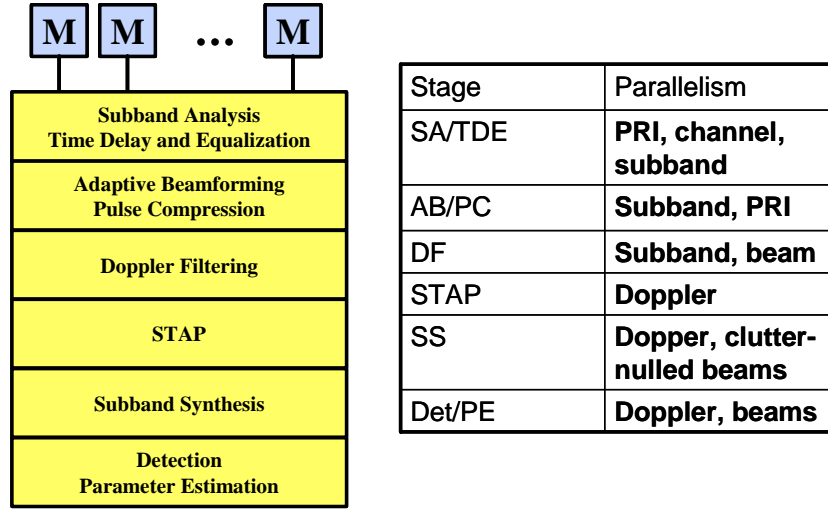 M M ... M
Subband Analysis
Time Delay and Equalization
Adaptive Beamforming
Pulse Compression
Doppler Filtering
STAP
Subband Synthesis
Detection
Parameter Estimation
Stage Parallelism
SA/TDE PRI, channel,
subband
AB/PC Subband, PRI
DF Subband, beam
STAP Doppler
SS Dopper, clutter-
nulled beams
Det/PE Doppler, beams